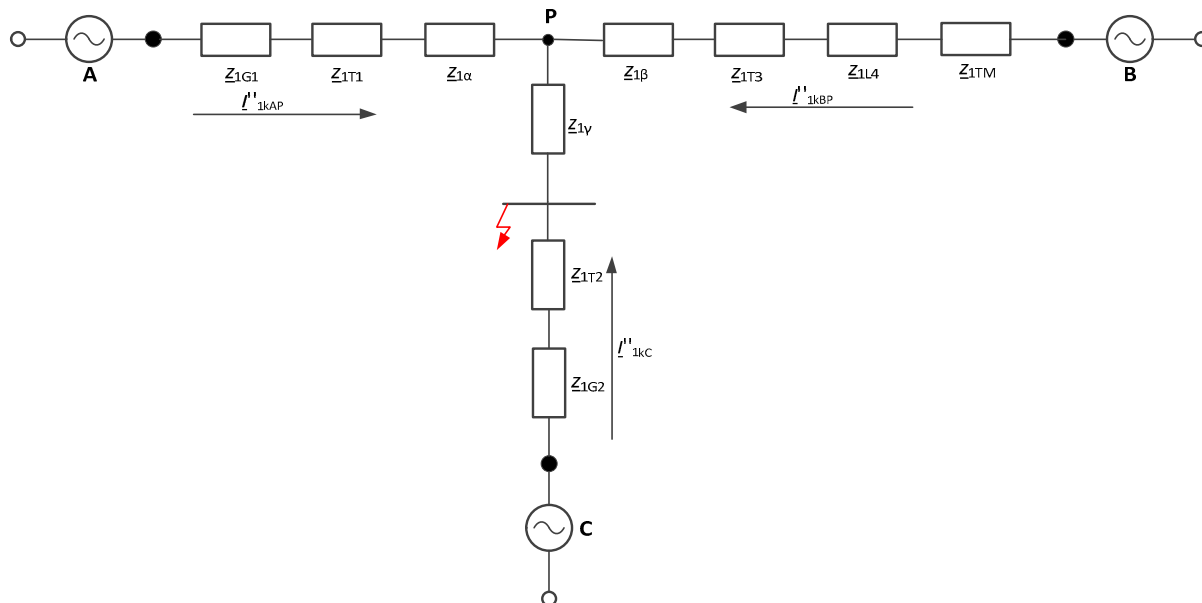 P
A
B
z1G1
z1T1
z1α
z1β
z1T3
z1L4
z1TM
I''1kAP
I''1kBP
z1γ
z1T2
I''1kC
z1G2
C